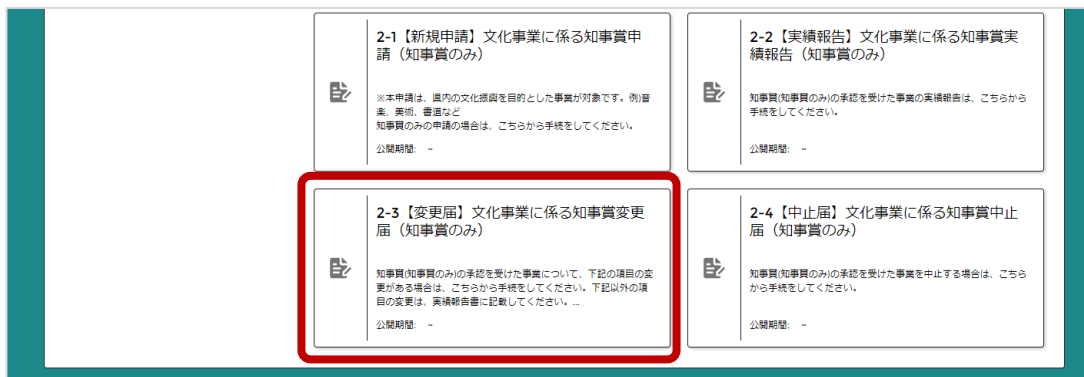 2-1【新規申請】文化事業に係る知事賞申
請（知事賞のみ）
※本申請は、県内の文化振興を目的とした事業が対象です。例)音
楽、美術、書道など
知事賞のみの申請の場合は、こちらから手続をしてください。
公開期間: ~
2-2【実績報告】文化事業に係る知事賞実
績報告（知事賞のみ）
知事賞(知事賞のみ)の承認を受けた事業の実績報告は、こちらから
手続をしてください。
公開期間: ~
2-3【変更届】文化事業に係る知事賞変更
届（知事賞のみ）
知事賞(知事賞のみ)の承認を受けた事業について、下記の項目の変
更がある場合は、こちらから手続をしてください。下記以外の項
目の変更は、実績報告書に記載してください。...
公開期間: ~
2-4【中止届】文化事業に係る知事賞中止
届（知事賞のみ）
知事賞(知事賞のみ)の承認を受けた事業を中止する場合は、こちら
から手続をしてください。
公開期間: ~